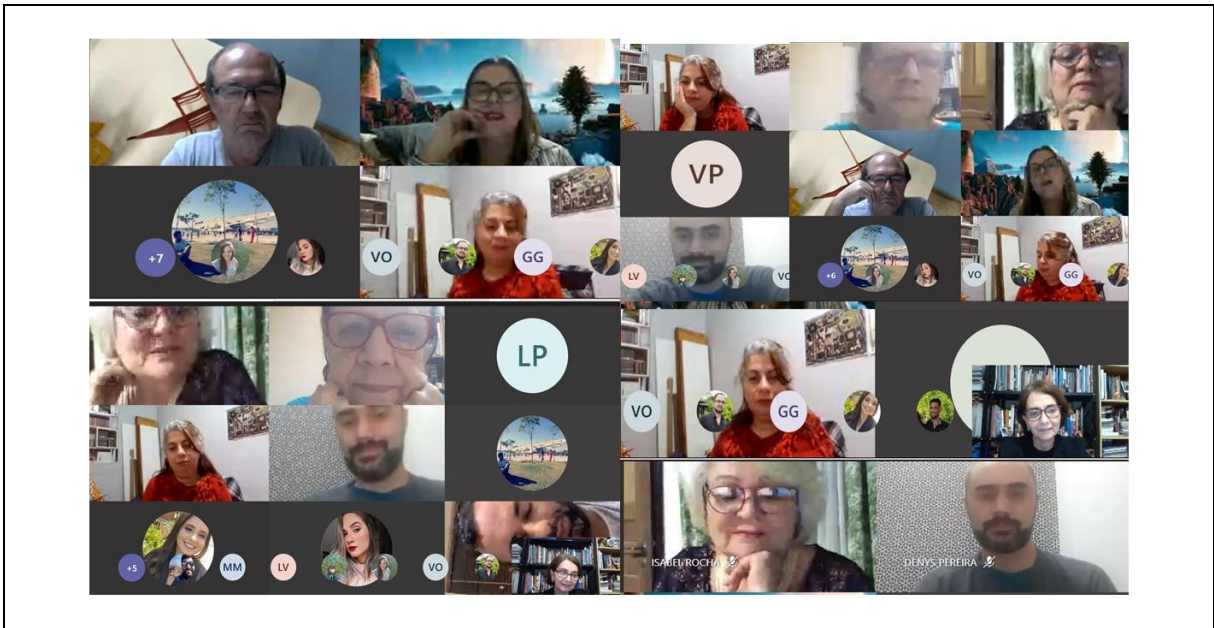 VP
+7
VO
GG
LV
VO
+6
VO
GG
LP
VO
GG
+5
MM
LV
VO
ISABEL ROCHA
DENYS PEREIRA